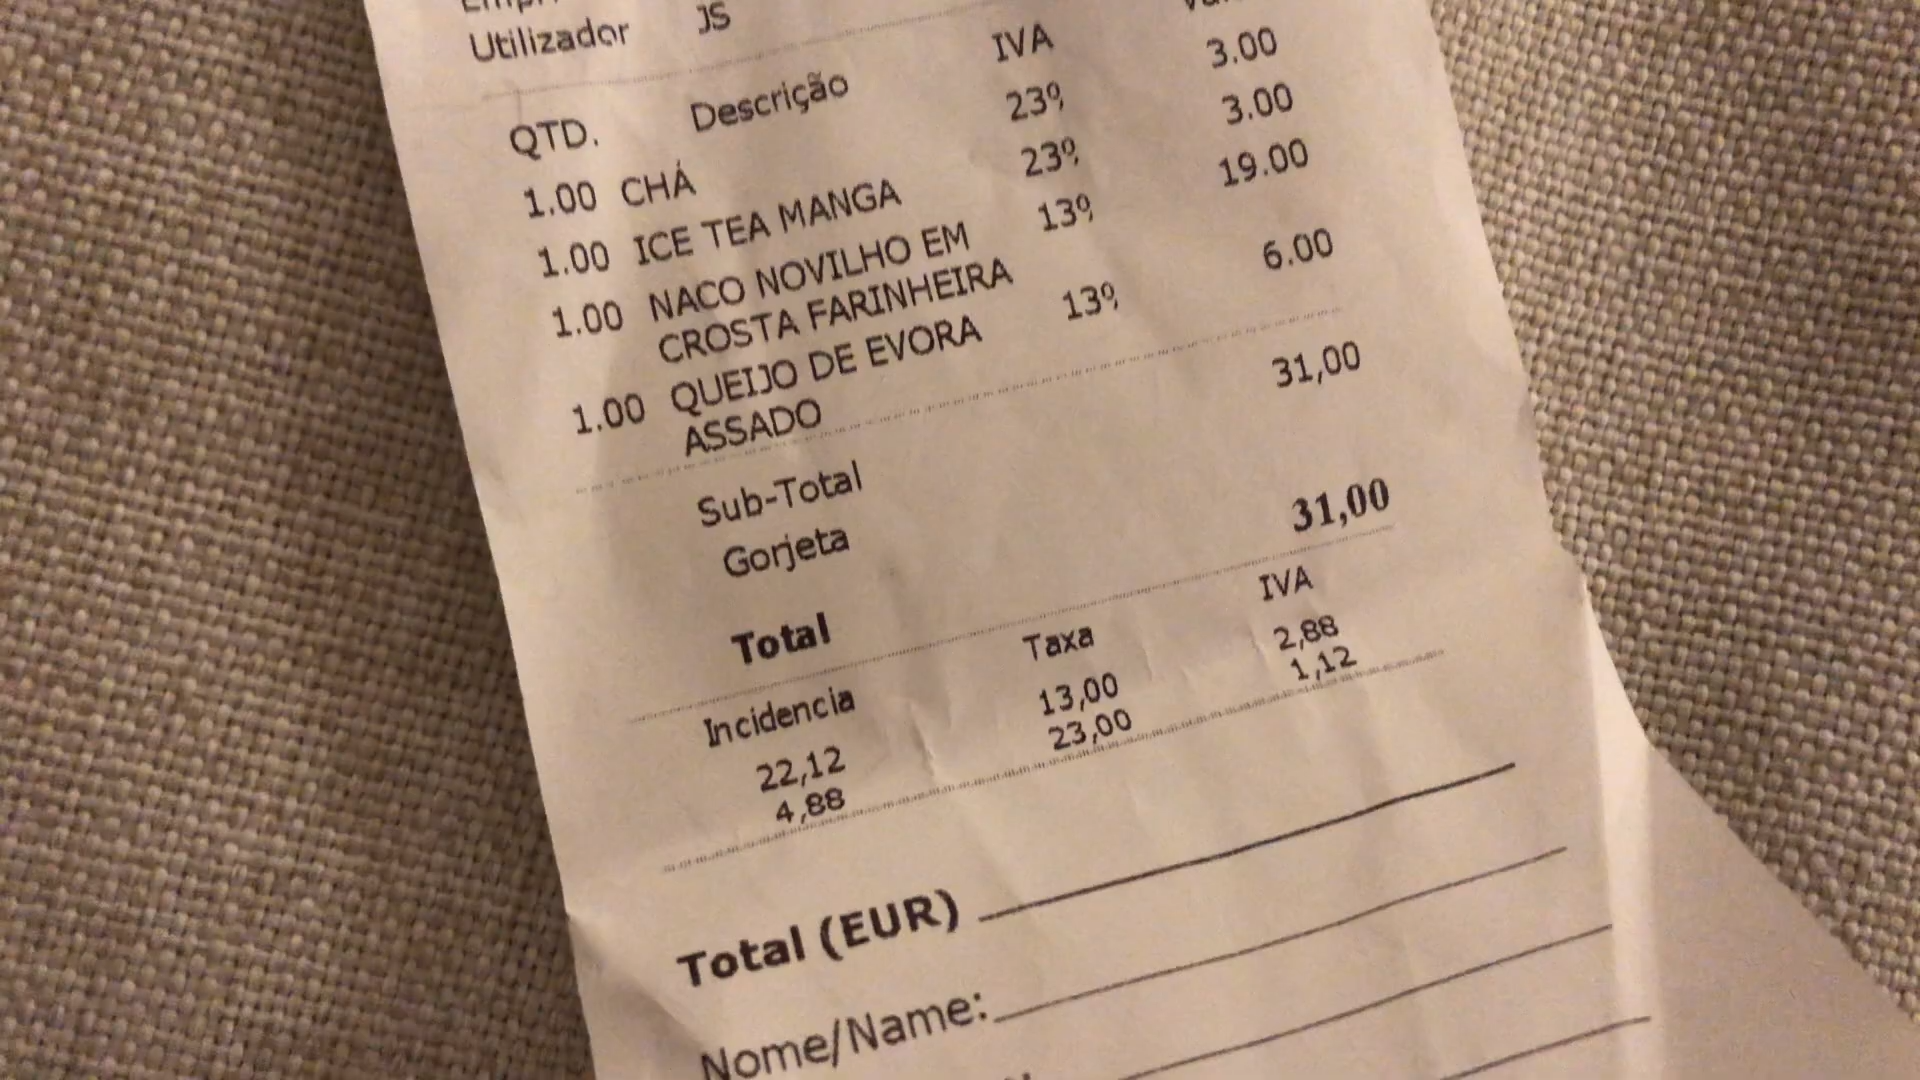 Utilizador JS
QTD. Descrição IVA
1.00 CHÁ 23% 3.00
1.00 ICE TEA MANGA 23% 3.00
1.00 NACO NOVILHO EM 13% 19.00
CROSTA FARINHEIRA
1.00 QUEIJO DE EVORA 13% 6.00
ASSADO
Sub-Total 31,00
Gorjeta
Total 31,00
Incidencia Taxa IVA
22,12 13,00 2,88
4,88 23,00 1,12
Total (EUR)
Nome/Name: